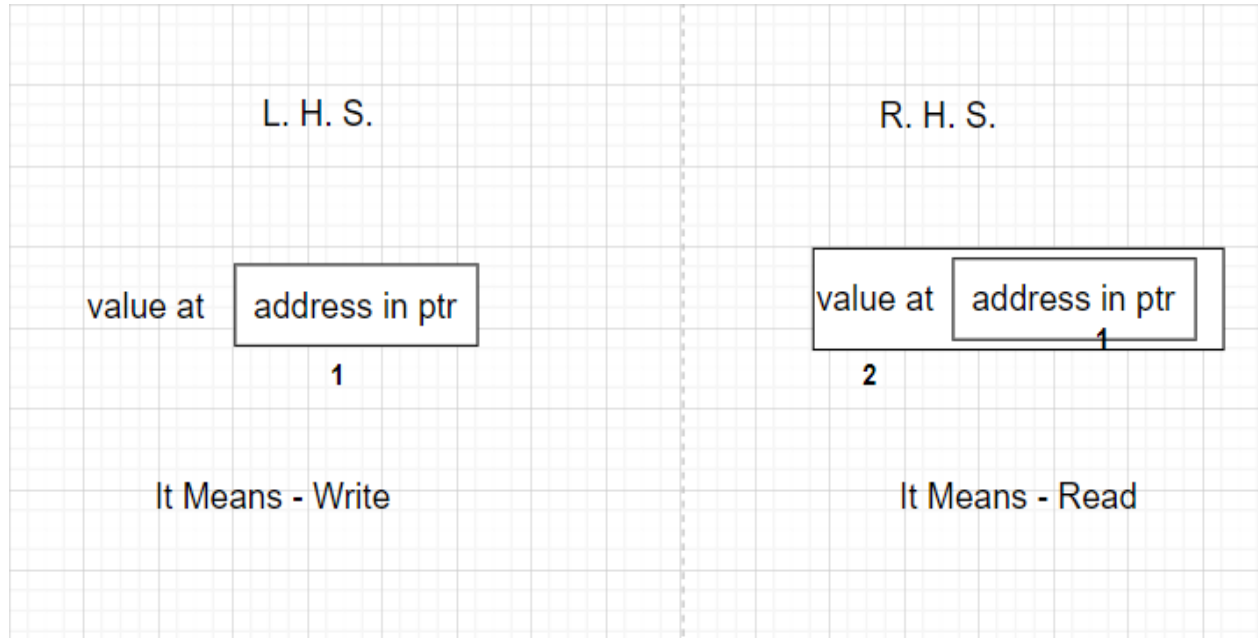 L. H. S.
value at address in ptr
1
It Means - Write
R. H. S.
value at address in ptr
1
2
It Means - Read